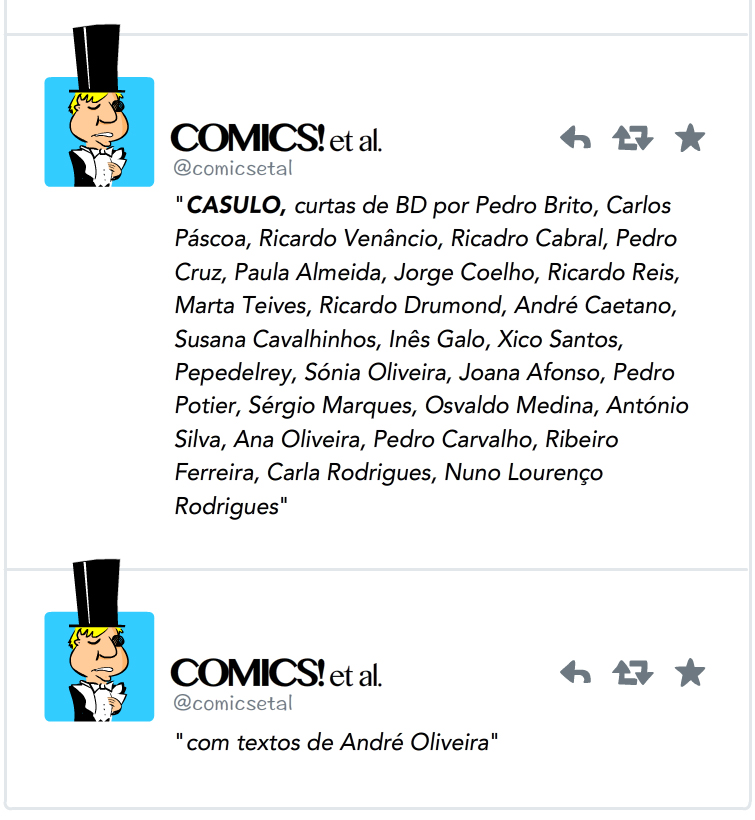 COMICS! et al.
@comicsetal
"CASULO, curtas de BD por Pedro Brito, Carlos
Páscoa, Ricardo Venâncio, Ricadro Cabral, Pedro
Cruz, Paula Almeida, Jorge Coelho, Ricardo Reis,
Marta Teives, Ricardo Drumond, André Caetano,
Susana Cavalhinhos, Inês Galo, Xico Santos,
Pepedelrey, Sónia Oliveira, Joana Afonso, Pedro
Potier, Sérgio Marques, Osvaldo Medina, António
Silva, Ana Oliveira, Pedro Carvalho, Ribeiro
Ferreira, Carla Rodrigues, Nuno Lourenço
Rodrigues"
COMICS! et al.
@comicsetal
"com textos de André Oliveira"